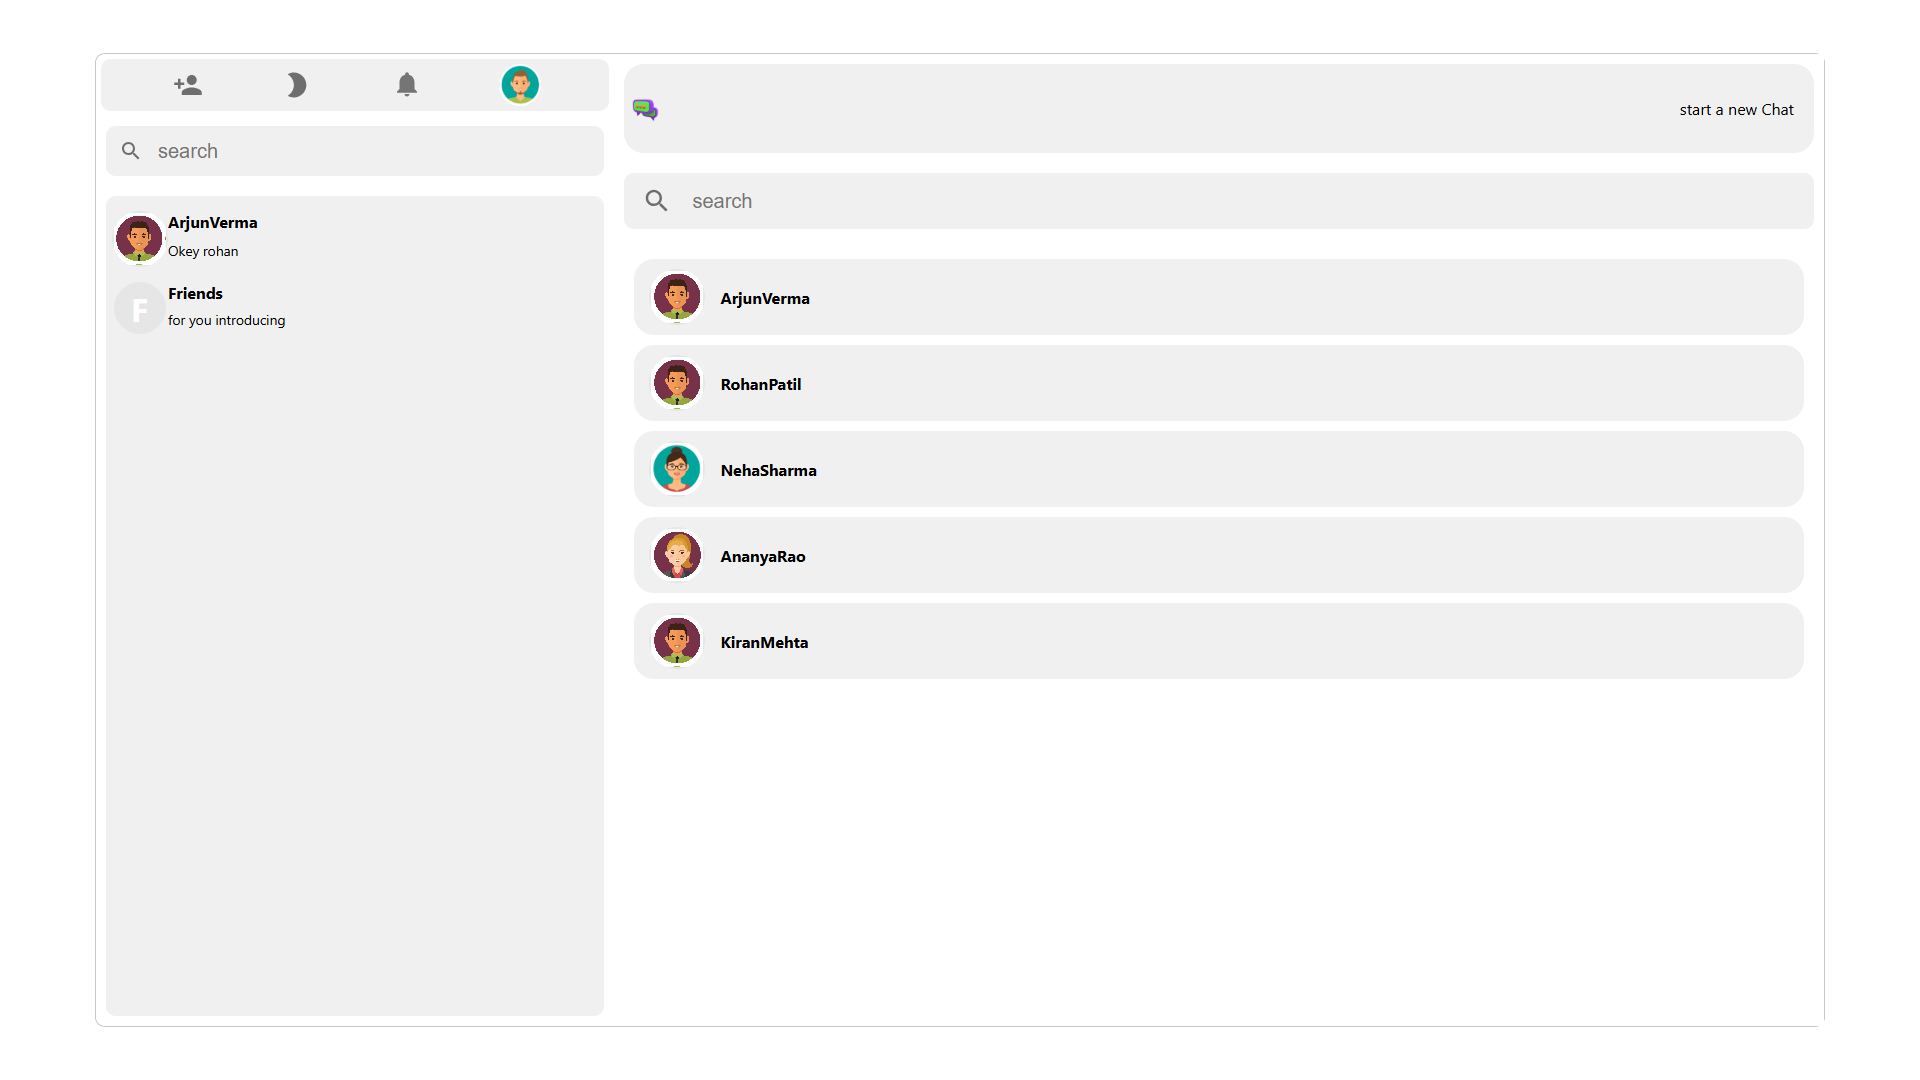 search
ArjunVerma
Okey rohan
F
Friends
for you introducing
start a new Chat
search
ArjunVerma
RohanPatil
NehaSharma
AnanyaRao
KiranMehta